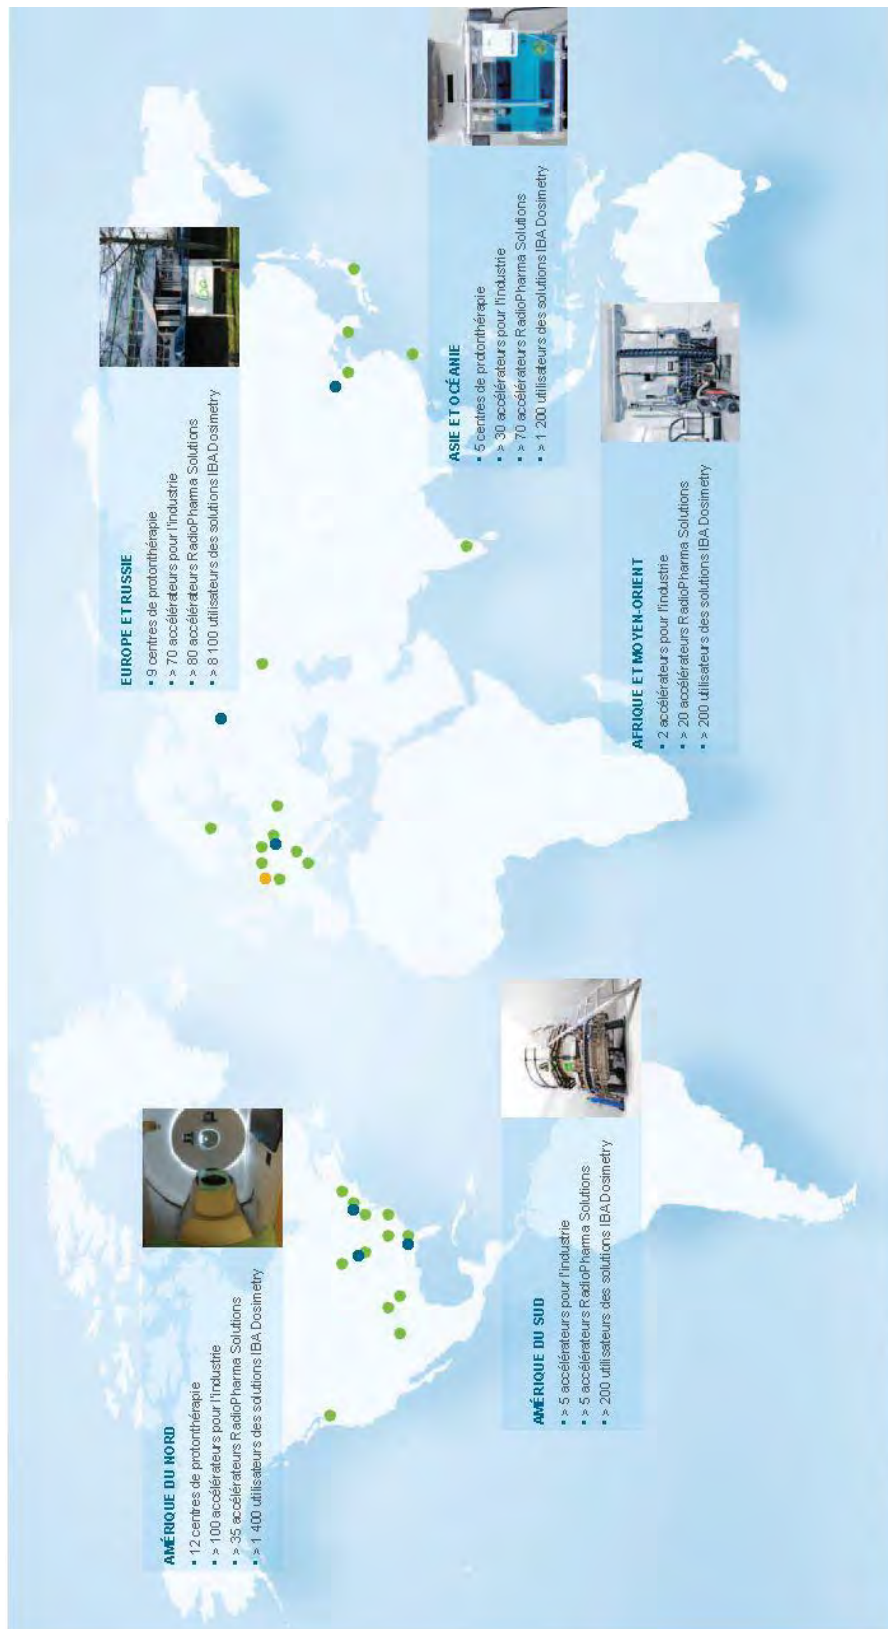 AMÉRIQUE DU NORD
▪ 12 centres de protonthérapie
▪ > 100 accélérateurs pour l'industrie
▪ > 35 accélérateurs RadioPharma Solutions
▪ > 1 400 utilisateurs des solutions IBA Dosimetry
EUROPE ET RUSSIE
▪ 9 centres de protonthérapie
▪ > 70 accélérateurs pour l'industrie
▪ > 80 accélérateurs RadioPharma Solutions
▪ > 8 100 utilisateurs des solutions IBA Dosimetry
AMÉRIQUE DU SUD
▪ > 5 accélérateurs pour l'industrie
▪ > 5 accélérateurs RadioPharma Solutions
▪ > 200 utilisateurs des solutions IBA Dosimetry
AFRIQUE ET MOYEN-ORIENT
▪ 2 accélérateurs pour l'industrie
▪ > 20 accélérateurs RadioPharma Solutions
▪ > 200 utilisateurs des solutions IBA Dosimetry
ASIE ET OCÉANIE
▪ 5 centres de protonthérapie
▪ > 30 accélérateurs pour l'industrie
▪ > 70 accélérateurs RadioPharma Solutions
▪ > 1 200 utilisateurs des solutions IBA Dosimetry